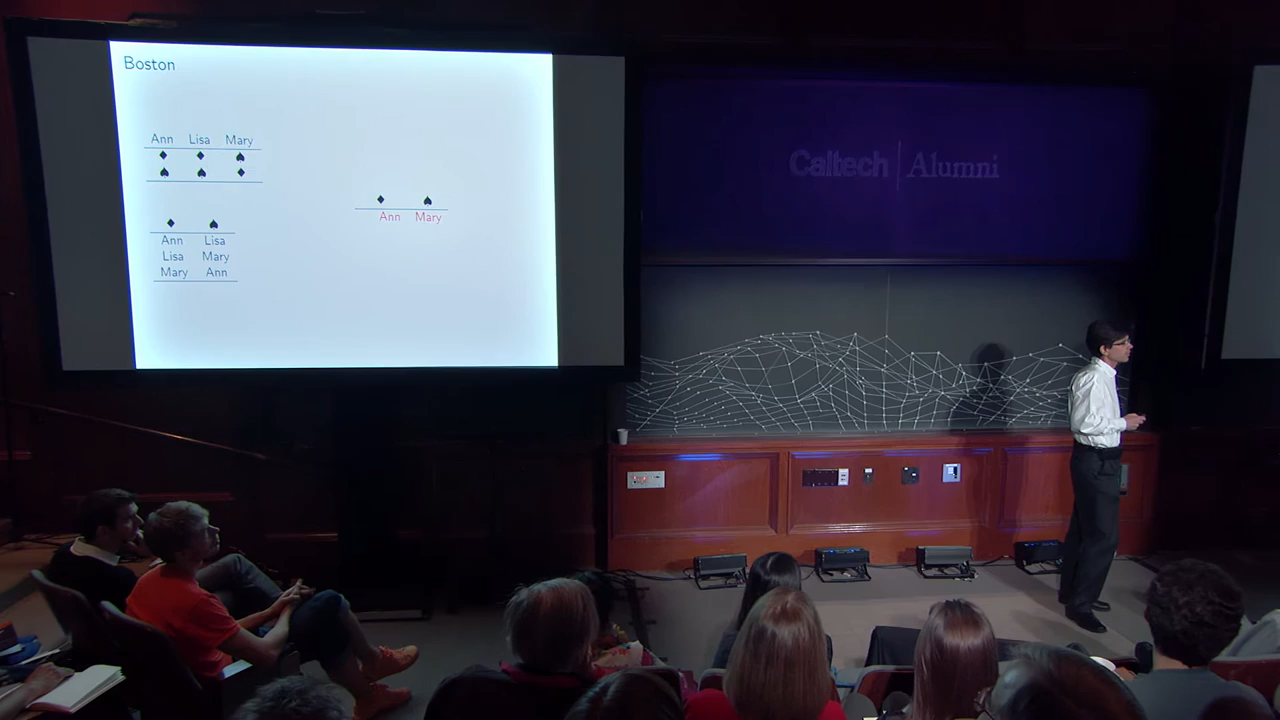 Boston
Ann Lisa Mary
♦ ♦ ♠
♠ ♠ ♦
♦ ♠
Ann Lisa
Lisa Mary
Mary Ann
♦ ♠
Ann Mary
Caltech | Alumni